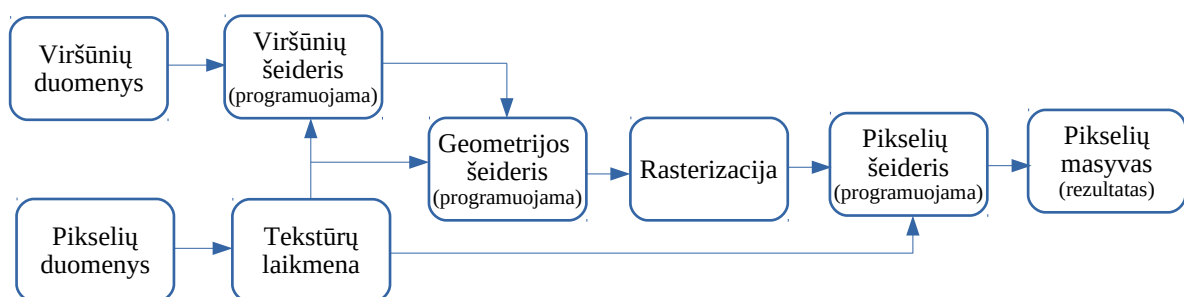 Viršūnių
duomenys
Viršūnių
šeideris
(programuojama)
Geometrijos
šeideris
(programuojama)
Rasterizacija
Pikselių
šeideris
(programuojama)
Pikselių
masyvas
(rezultatas)
Pikselių
duomenys
Tekstūrų
laikmena